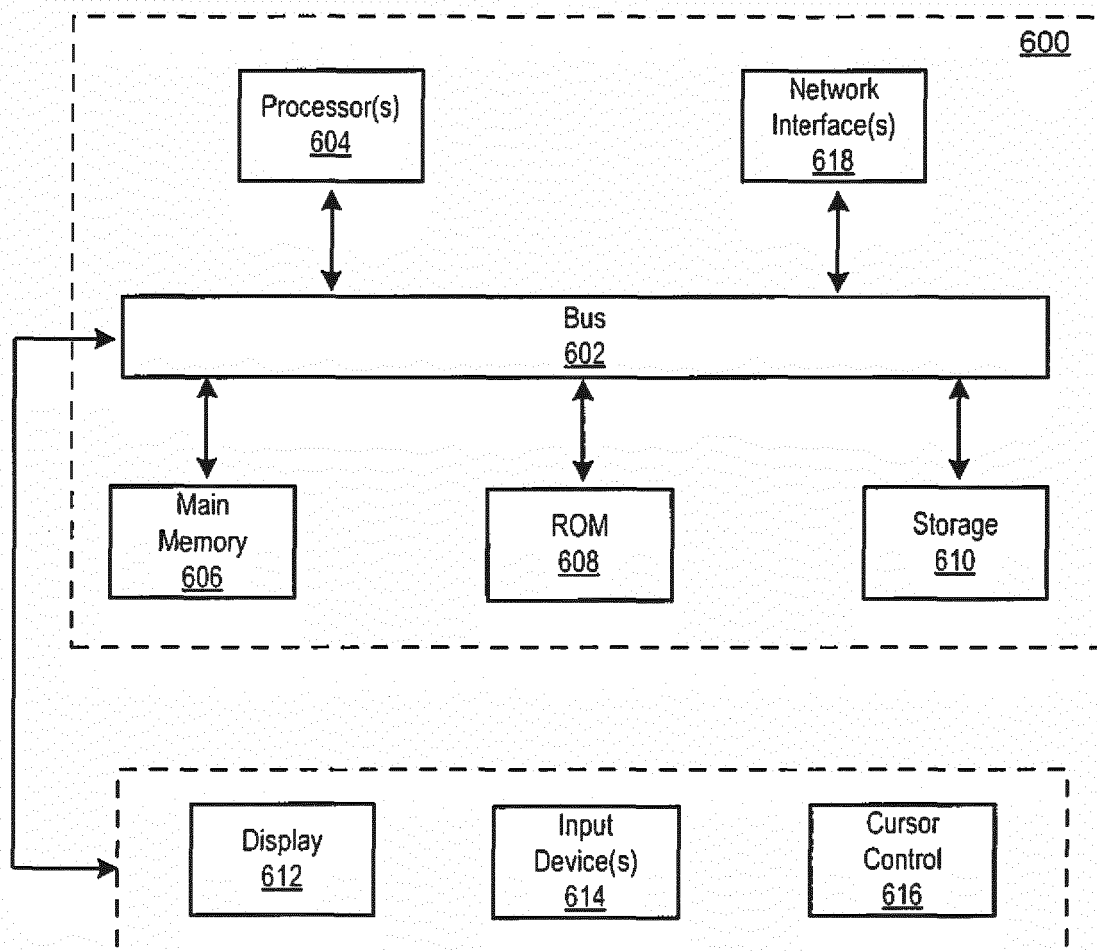 600
Processor(s)
604
Network
Interface(s)
618
Bus
602
Main
Memory
606
ROM
608
Storage
610
Display
612
Input
Device(s)
614
Cursor
Control
616